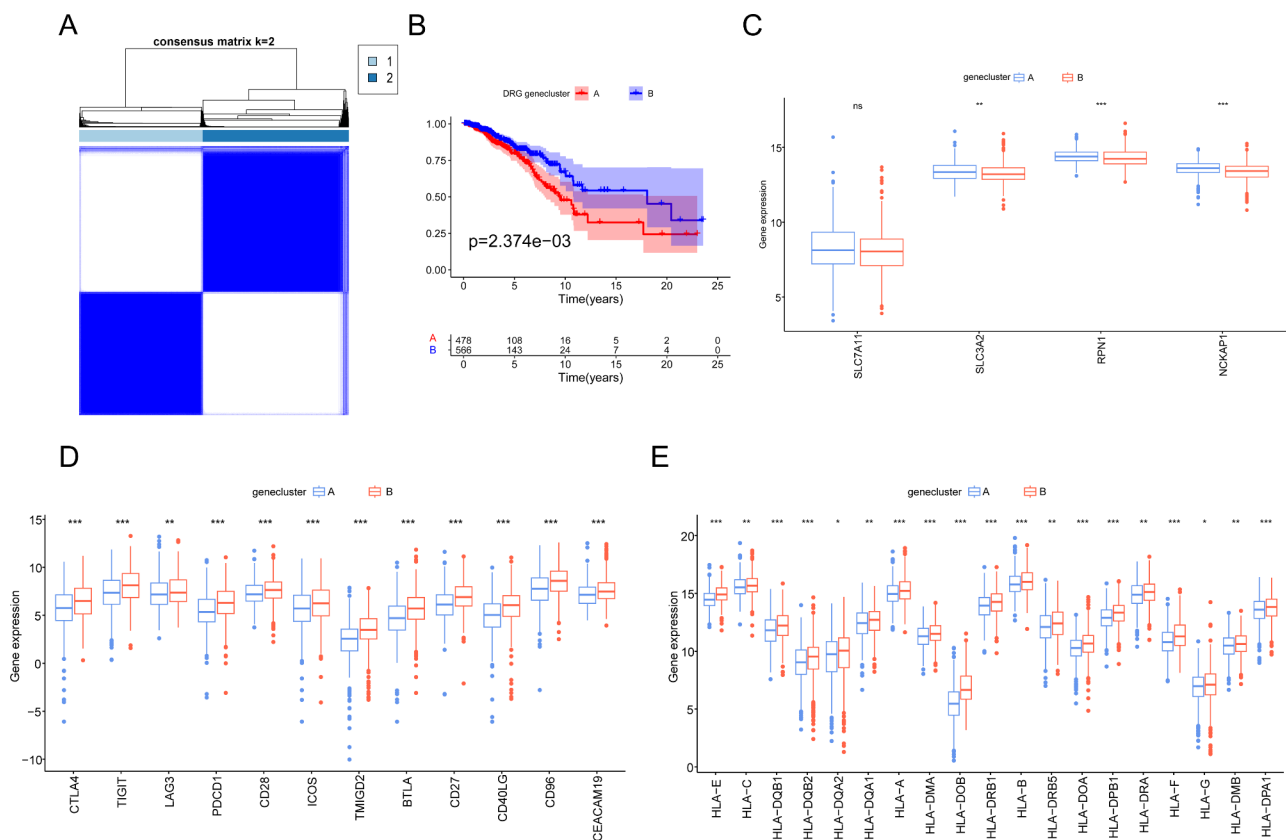 A
consensus matrix k=2
1
2
B
DRG genecluster A B
1.00
0.75
0.50
0.25
0.00
p=2.374e−03
0 5 10 15 20 25
Time(years)
A 478 108 16 5 2 0
B 566 143 24 7 4 0
0 5 10 15 20 25
Time(years)
C
genecluster A B
ns ** *** ***
Gene expression
15
10
5
SLC7A11
SLC3A2
RPN1
NCKAP1
D
genecluster A B
*** *** ** *** *** *** *** *** *** *** *** ***
Gene expression
15
10
5
0
−5
−10
CTLA4
TIGIT
LAG3
PDCD1
CD28
ICOS
TMIGD2
BTLA
CD27
CD40LG
CD96
CEACAM19
E
genecluster A B
*** ** *** *** * ** *** *** *** *** *** ** *** *** ** *** * ** ***
Gene expression
20
15
10
5
0
HLA−E
HLA−C
HLA−DQB1
HLA−DQB2
HLA−DQA2
HLA−DQA1
HLA−A
HLA−DMA
HLA−DOB
HLA−DRB1
HLA−B
HLA−DRB5
HLA−DOA
HLA−DPB1
HLA−DRA
HLA−F
HLA−G
HLA−DMB
HLA−DPA1